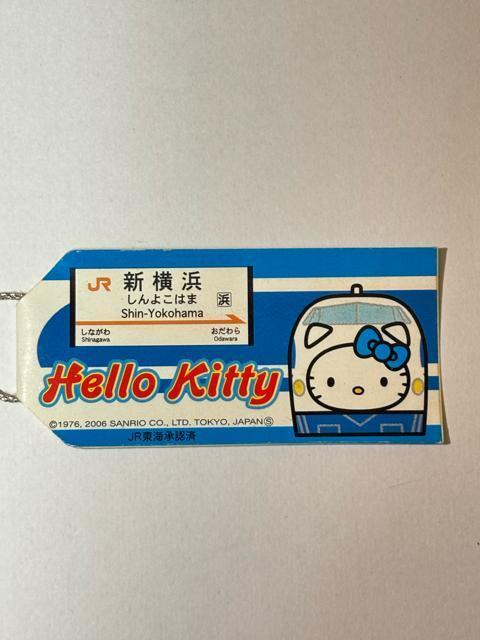 JR 新横浜
しんよこはま 浜
Shin-Yokohama
しながわ おだわら
Shinagawa Odawara
Hello Kitty
©1976, 2006 SANRIO CO., LTD. TOKYO, JAPAN Ⓢ
JR東海承認済